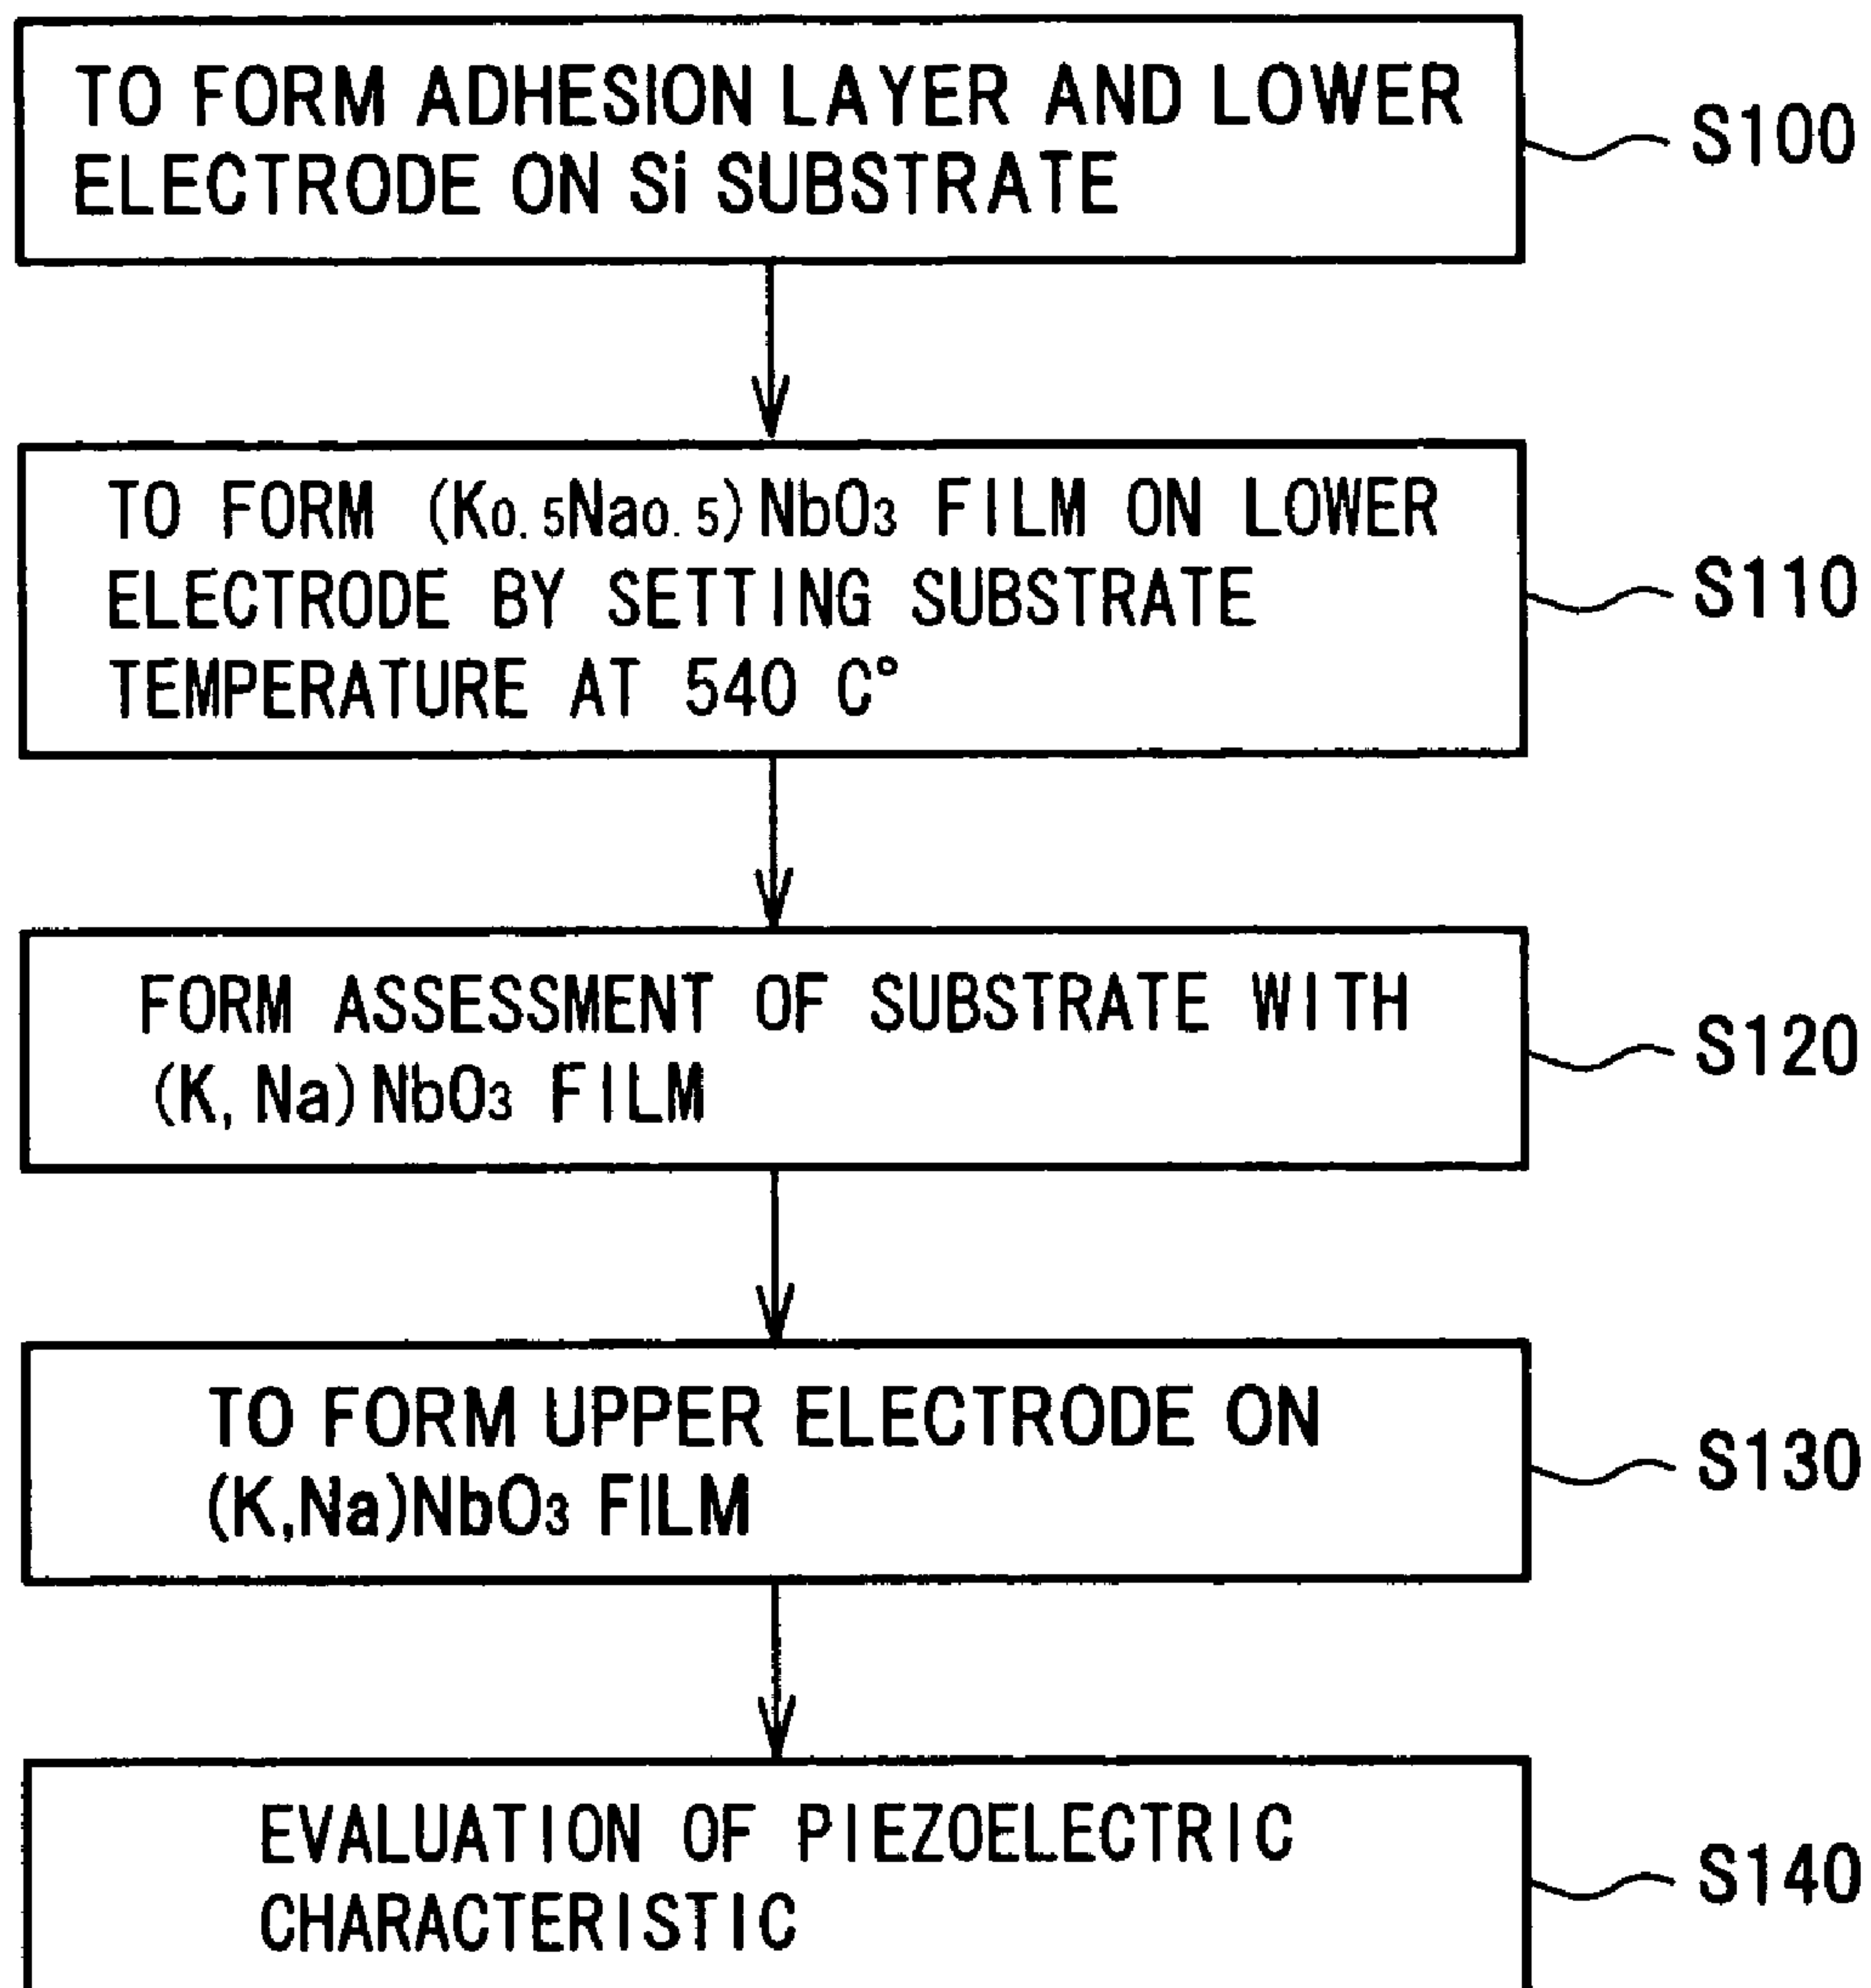 TO FORM ADHESION LAYER AND LOWER
ELECTRODE ON Si SUBSTRATE
S100
TO FORM (K0.5Na0.5)NbO3 FILM ON LOWER
ELECTRODE BY SETTING SUBSTRATE
TEMPERATURE AT 540 C°
S110
FORM ASSESSMENT OF SUBSTRATE WITH
(K, Na)NbO3 FILM
S120
TO FORM UPPER ELECTRODE ON
(K,Na)NbO3 FILM
S130
EVALUATION OF PIEZOELECTRIC
CHARACTERISTIC
S140